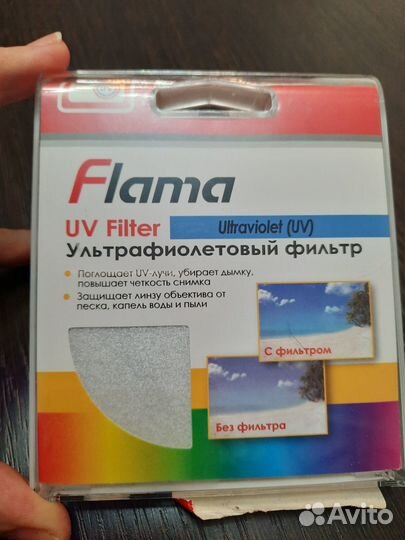 Flama
UV Filter
Ultraviolet (UV)
Ультрафиолетовый фильтр
Поглощает UV-лучи, убирает дымку,
повышает четкость снимка
Защищает линзу объектива от
песка, капель воды и пыли
С фильтром
Без фильтра
Avito